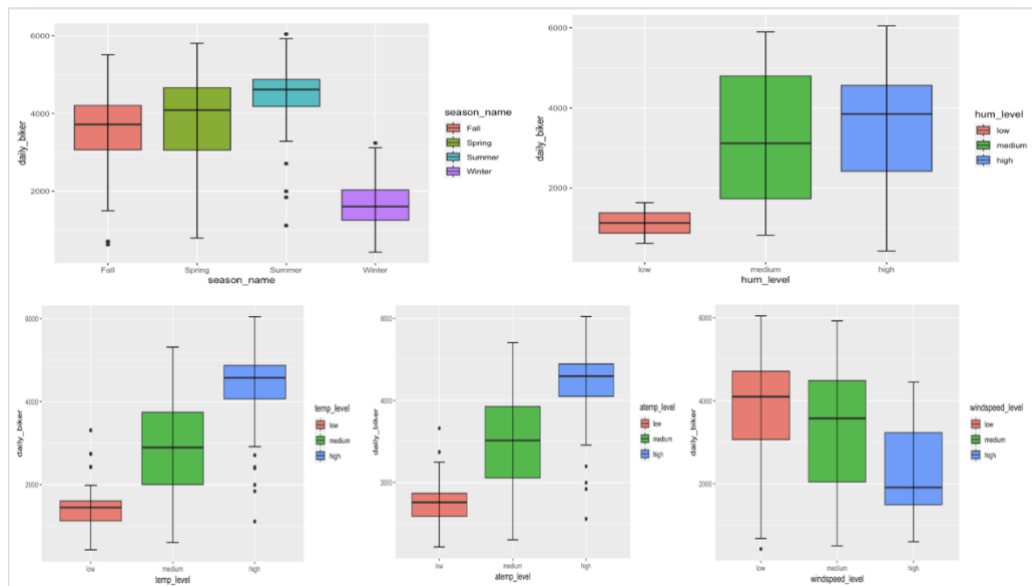 6000
4000
2000
daily_biker
Fall
Spring
Summer
Winter
season_name
season_name
Fall
Spring
Summer
Winter
6000
4000
2000
daily_biker
low
medium
high
hum_level
hum_level
low
medium
high
6000
4000
2000
daily_biker
low
medium
high
temp_level
temp_level
low
medium
high
6000
4000
2000
daily_biker
low
medium
high
atemp_level
atemp_level
low
medium
high
6000
4000
2000
daily_biker
low
medium
high
windspeed_level
windspeed_level
low
medium
high